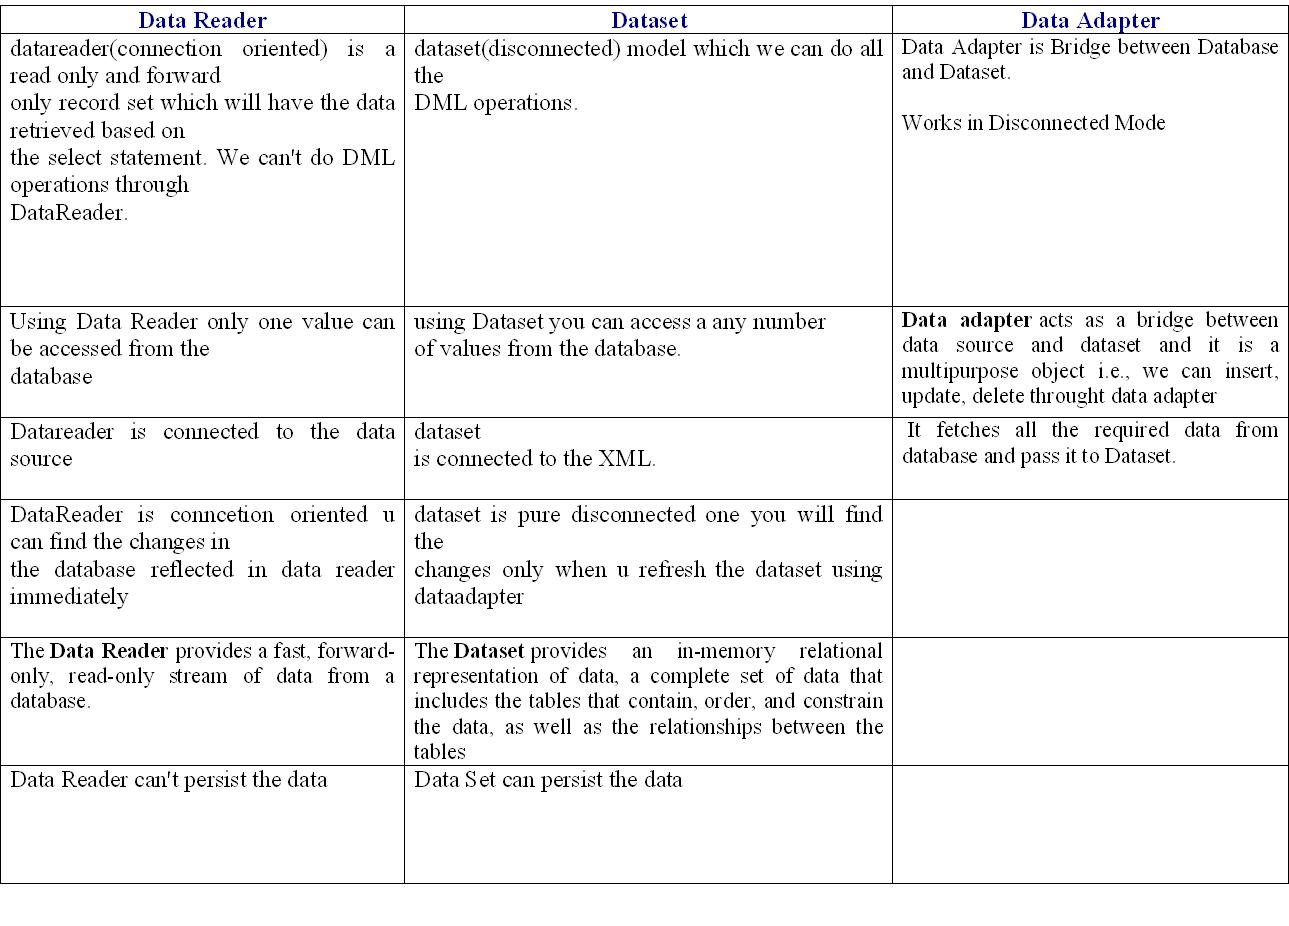 Data Reader
Dataset
Data Adapter
datareader(connection oriented) is a
read only and forward
only record set which will have the data
retrieved based on
the select statement. We can't do DML
operations through
DataReader.
dataset(disconnected) model which we can do all
the
DML operations.
Data Adapter is Bridge between Database
and Dataset.
Works in Disconnected Mode
Using Data Reader only one value can
be accessed from the
database
using Dataset you can access a any number
of values from the database.
Data adapter acts as a bridge between
data source and dataset and it is a
multipurpose object i.e., we can insert,
update, delete throught data adapter
Datareader is connected to the data
source
dataset
is connected to the XML.
It fetches all the required data from
database and pass it to Dataset.
DataReader is conncetion oriented u
can find the changes in
the database reflected in data reader
immediately
dataset is pure disconnected one you will find
the
changes only when u refresh the dataset using
dataadapter
The Data Reader provides a fast, forward-
only, read-only stream of data from a
database.
The Dataset provides an in-memory relational
representation of data, a complete set of data that
includes the tables that contain, order, and constrain
the data, as well as the relationships between the
tables
Data Reader can't persist the data
Data Set can persist the data